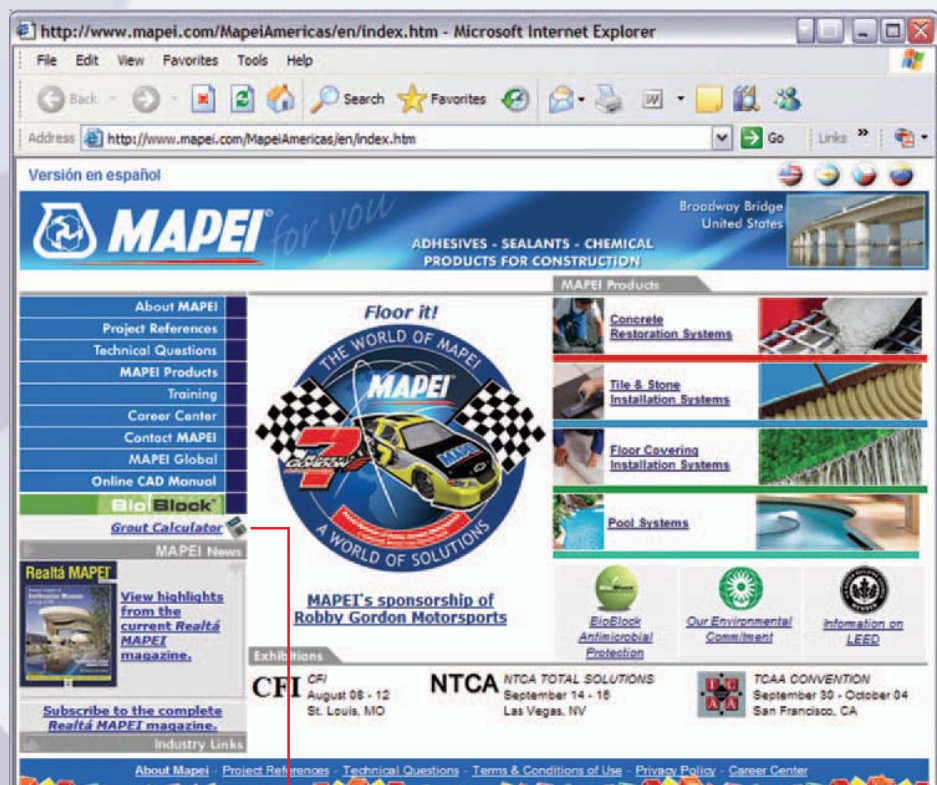 http://www.mapei.com/MapeiAmericas/en/index.htm - Microsoft Internet Explorer
File Edit View Favorites Tools Help
Back Search Favorites
Address http://www.mapei.com/MapeiAmericas/en/index.htm Go Links »
Versión en español
MAPEI® for you
ADHESIVES - SEALANTS - CHEMICAL
PRODUCTS FOR CONSTRUCTION
Broadway Bridge
United States
About MAPEI
Project References
Technical Questions
MAPEI Products
Training
Career Center
Contact MAPEI
MAPEI Global
Online CAD Manual
BioBlock
Grout Calculator
MAPEI News
Realtá MAPEI
View highlights
from the
current Realtá
MAPEI
magazine.
Subscribe to the complete
Realtá MAPEI magazine.
Industry Links
Floor it!
THE WORLD OF MAPEI
MAPEI
7
GORDON
MAPEI
A WORLD OF SOLUTIONS
MAPEI's sponsorship of
Robby Gordon Motorsports
MAPEI Products
Concrete
Restoration Systems
Tile & Stone
Installation Systems
Floor Covering
Installation Systems
Pool Systems
BioBlock
Antimicrobial
Protection
Our Environmental
Commitment
Information on
LEED
Exhibitions
CFI
CFI
August 08 - 12
St. Louis, MO
NTCA
NTCA TOTAL SOLUTIONS
September 14 - 16
Las Vegas, NV
TCAA CONVENTION
September 30 - October 04
San Francisco, CA
About Mapei - Project References - Technical Questions - Terms & Conditions of Use - Privacy Policy - Career Center